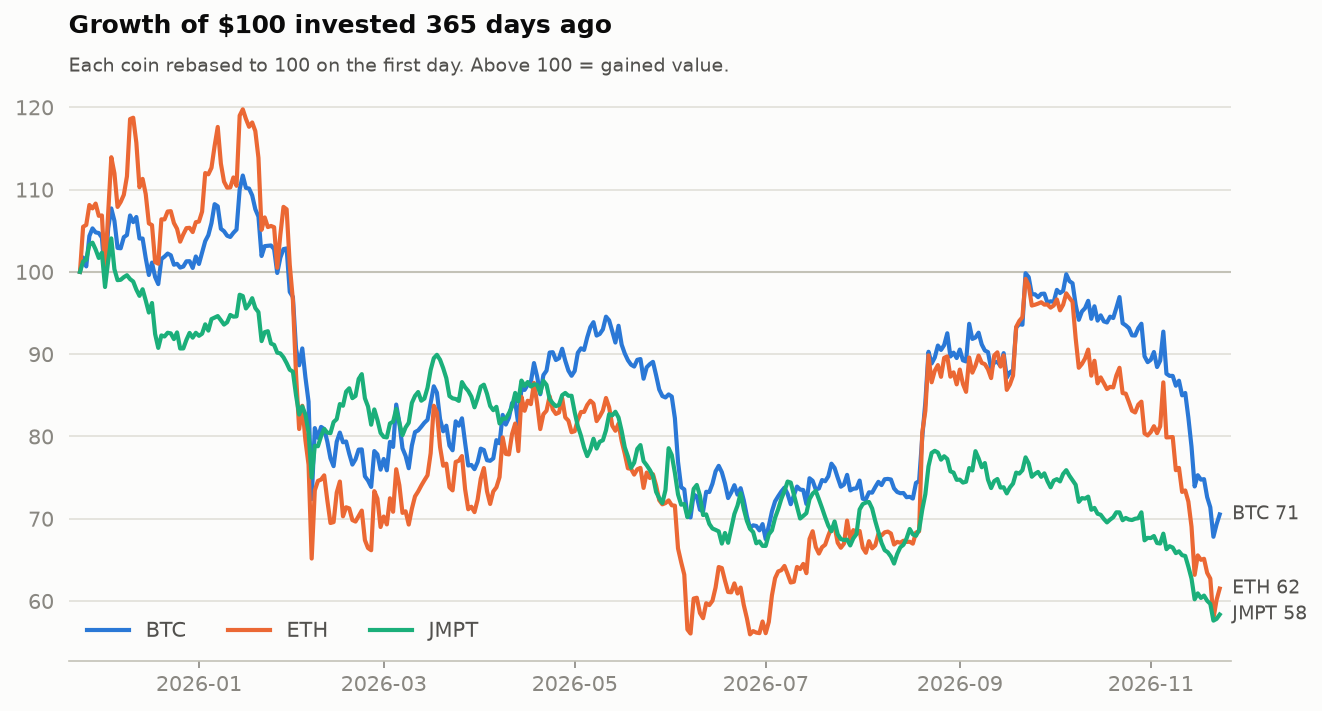 Growth of $100 invested 365 days ago
Each coin rebased to 100 on the first day. Above 100 = gained value.
120
110
100
90
80
70
60
BTC 71
ETH 62
JMPT 58
BTC
ETH
JMPT
2026-01
2026-03
2026-05
2026-07
2026-09
2026-11